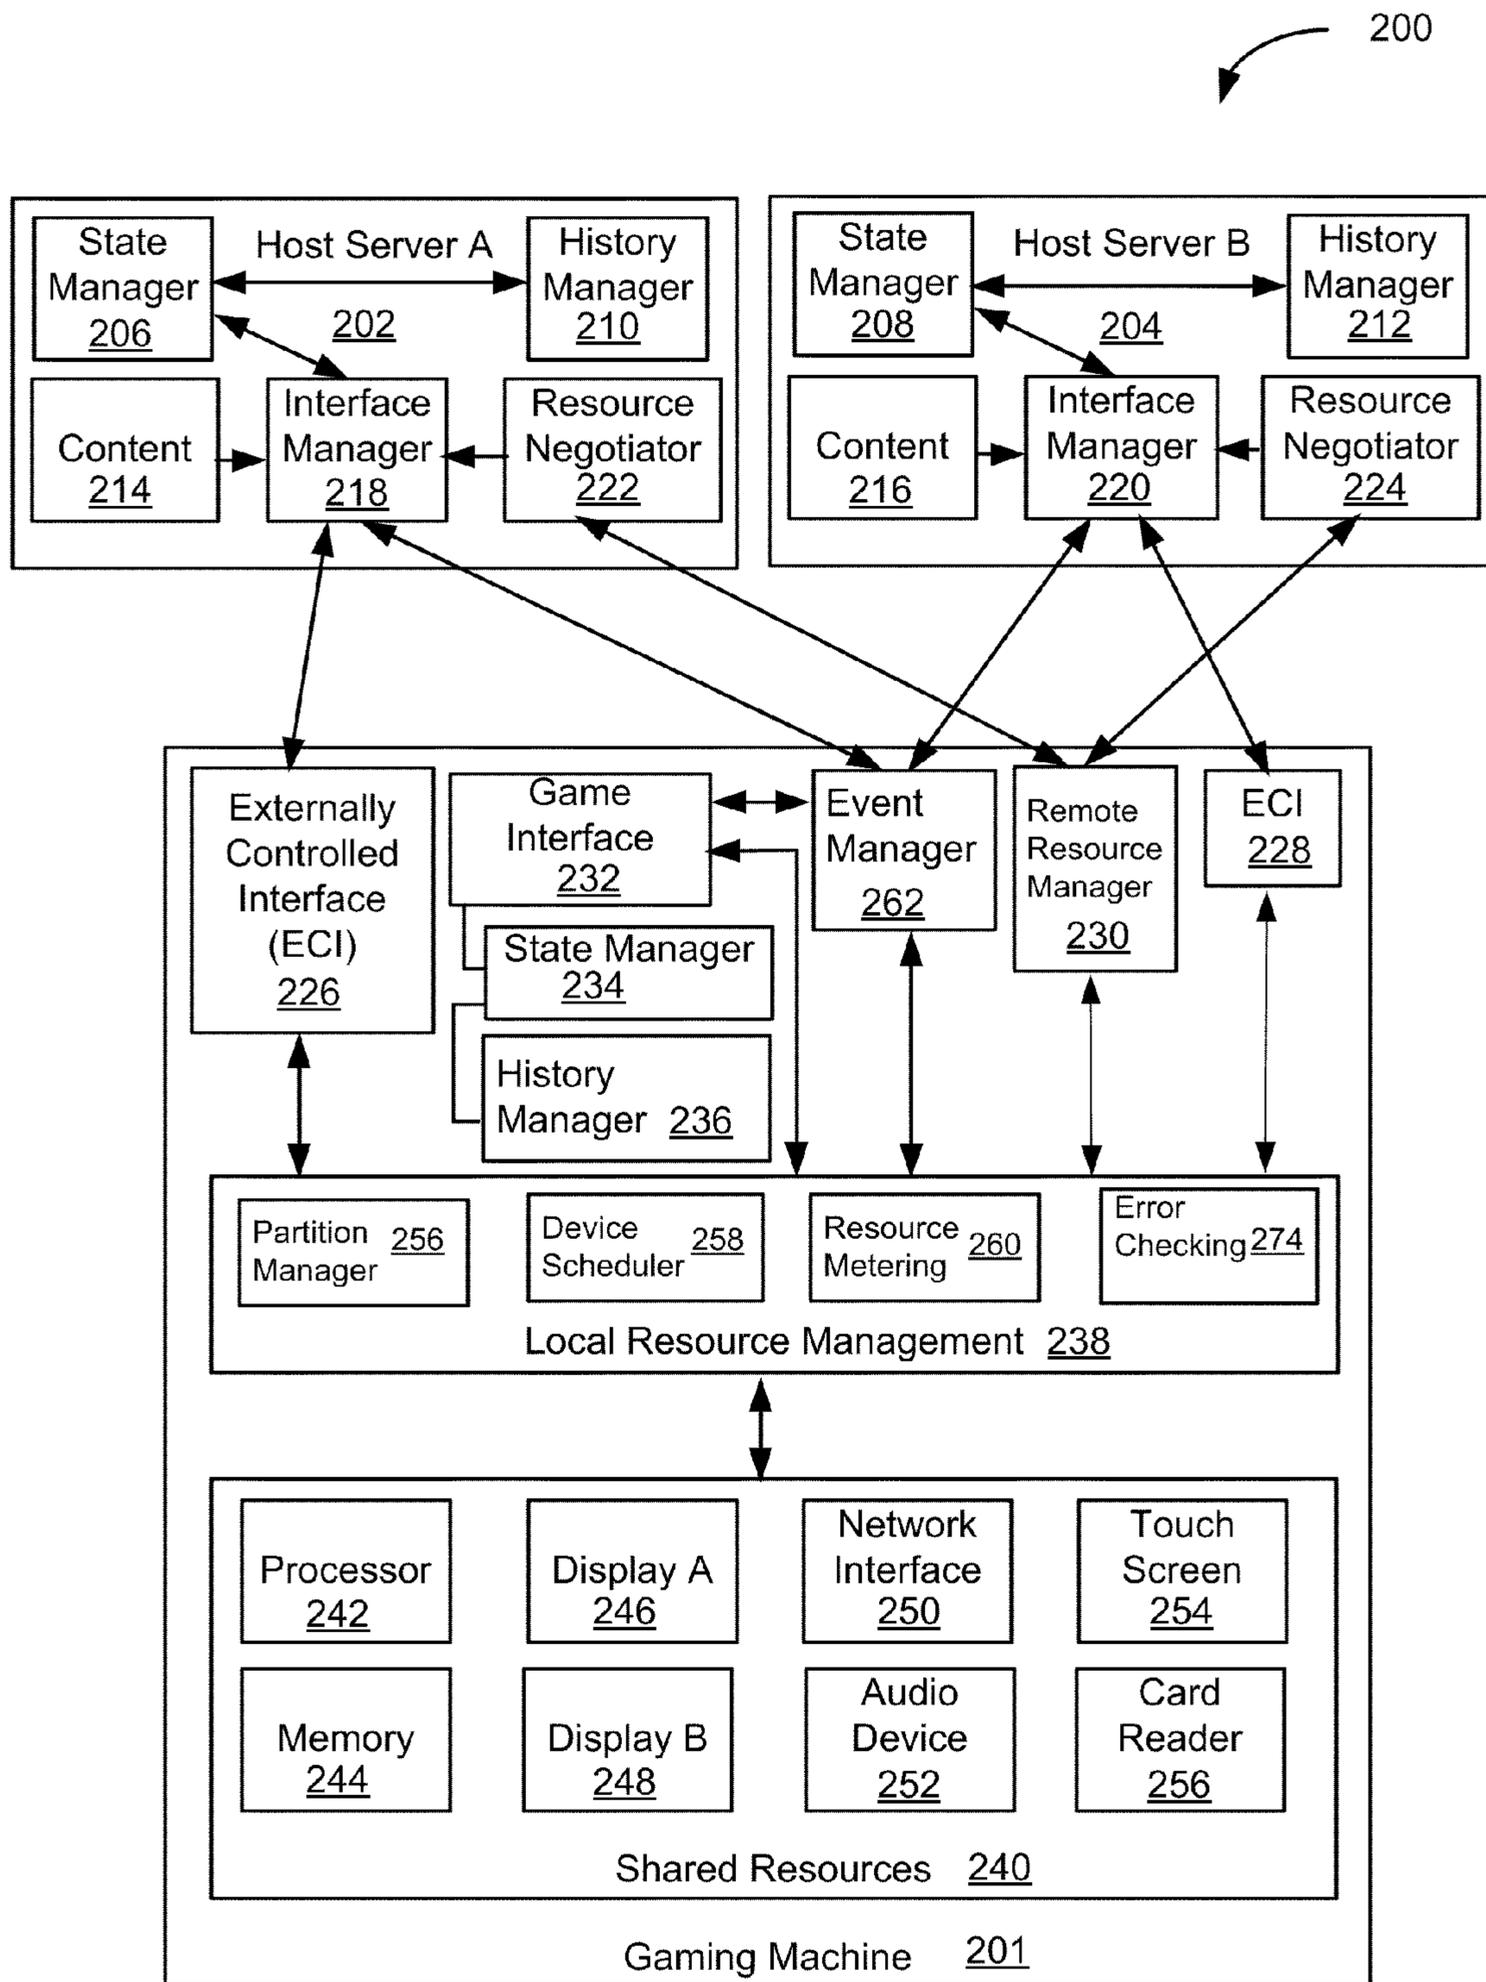 200
State
Manager
206
Host Server A
202
History
Manager
210
Content
214
Interface
Manager
218
Resource
Negotiator
222
State
Manager
208
Host Server B
204
History
Manager
212
Content
216
Interface
Manager
220
Resource
Negotiator
224
Externally
Controlled
Interface
(ECI)
226
Game
Interface
232
State Manager
234
History
Manager 236
Event
Manager
262
Remote
Resource
Manager
230
ECI
228
Partition
Manager 256
Device
Scheduler 258
Resource
Metering 260
Error
Checking 274
Local Resource Management 238
Processor
242
Display A
246
Network
Interface
250
Touch
Screen
254
Memory
244
Display B
248
Audio
Device
252
Card
Reader
256
Shared Resources 240
Gaming Machine 201